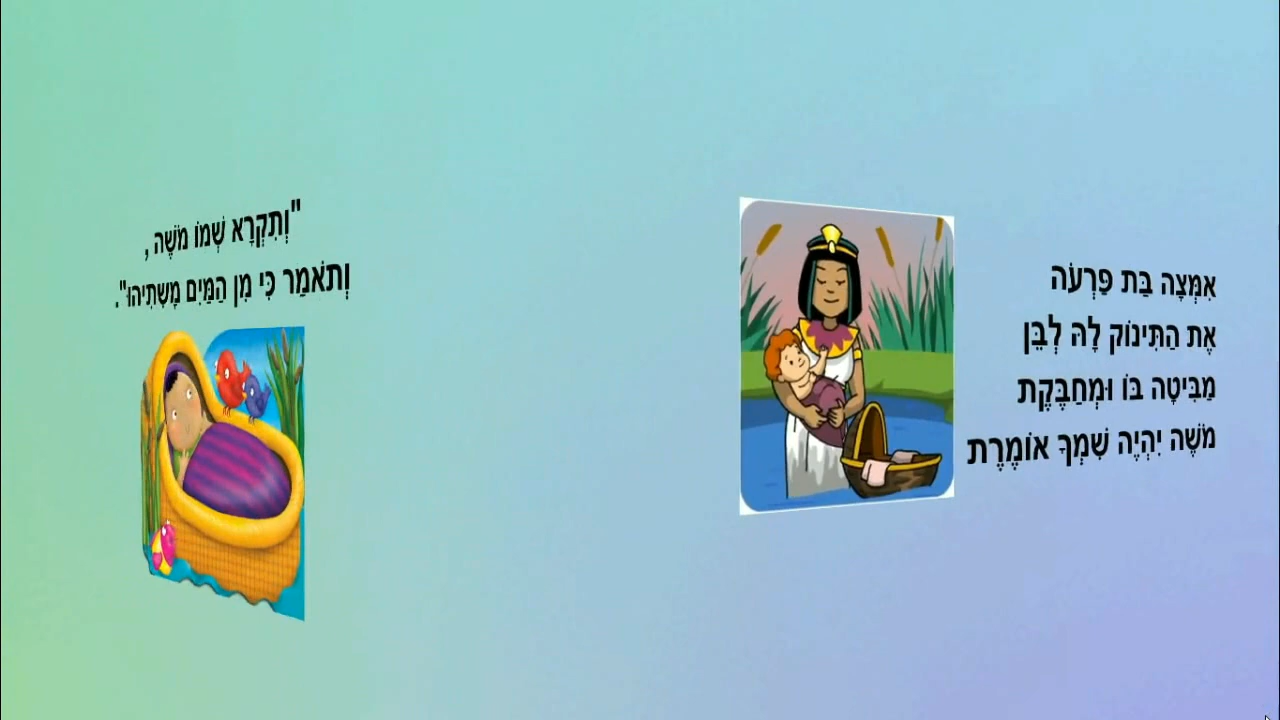 אִמְּצָה בַּת פַּרְעֹה
אֶת הַתִּינוֹק לָהּ לְבֵּן
מַבִּיטָה בּוֹ וּמְחַבֶּקֶת
מֹשֶׁה יִהְיֶה שִׁמְךָ אוֹמֶרֶת
"וְתִקְרָא שְׁמוֹ מֹשֶׁה ,
וְתֹאמַר כִּי מִן הַמַּיִם מָשִּתִיהוּ".